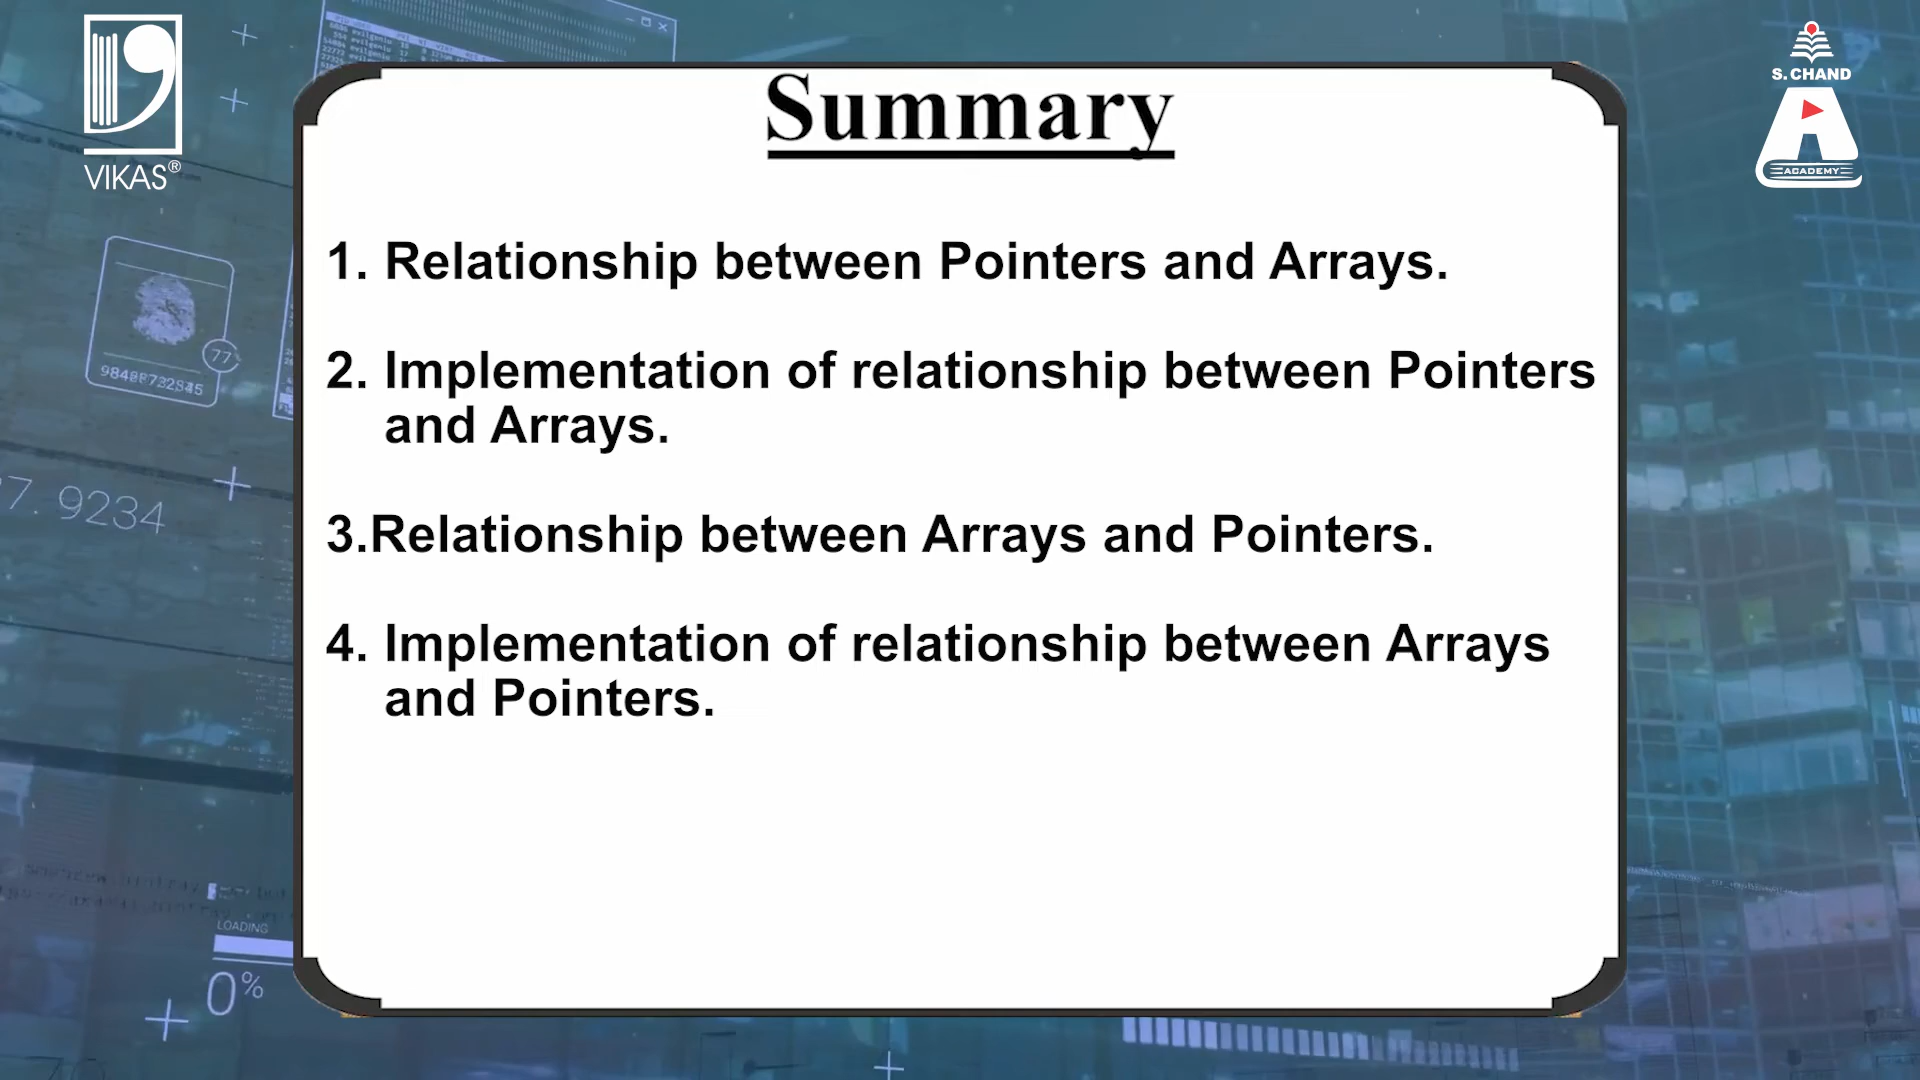 VIKAS®
S. CHAND
ACADEMY
Summary
1. Relationship between Pointers and Arrays.
2. Implementation of relationship between Pointers
and Arrays.
3.Relationship between Arrays and Pointers.
4. Implementation of relationship between Arrays
and Pointers.
77
7. 9234
LOADING
0%